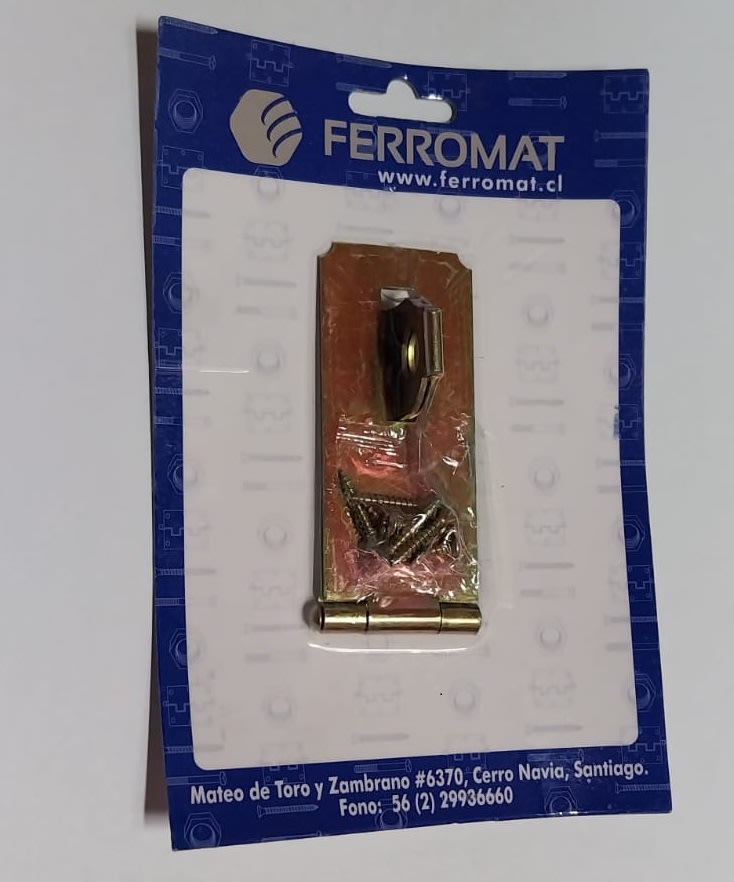 FERROMAT
www.ferromat.cl
Mateo de Toro y Zambrano #6370, Cerro Navia, Santiago.
Fono: 56 (2) 29936660